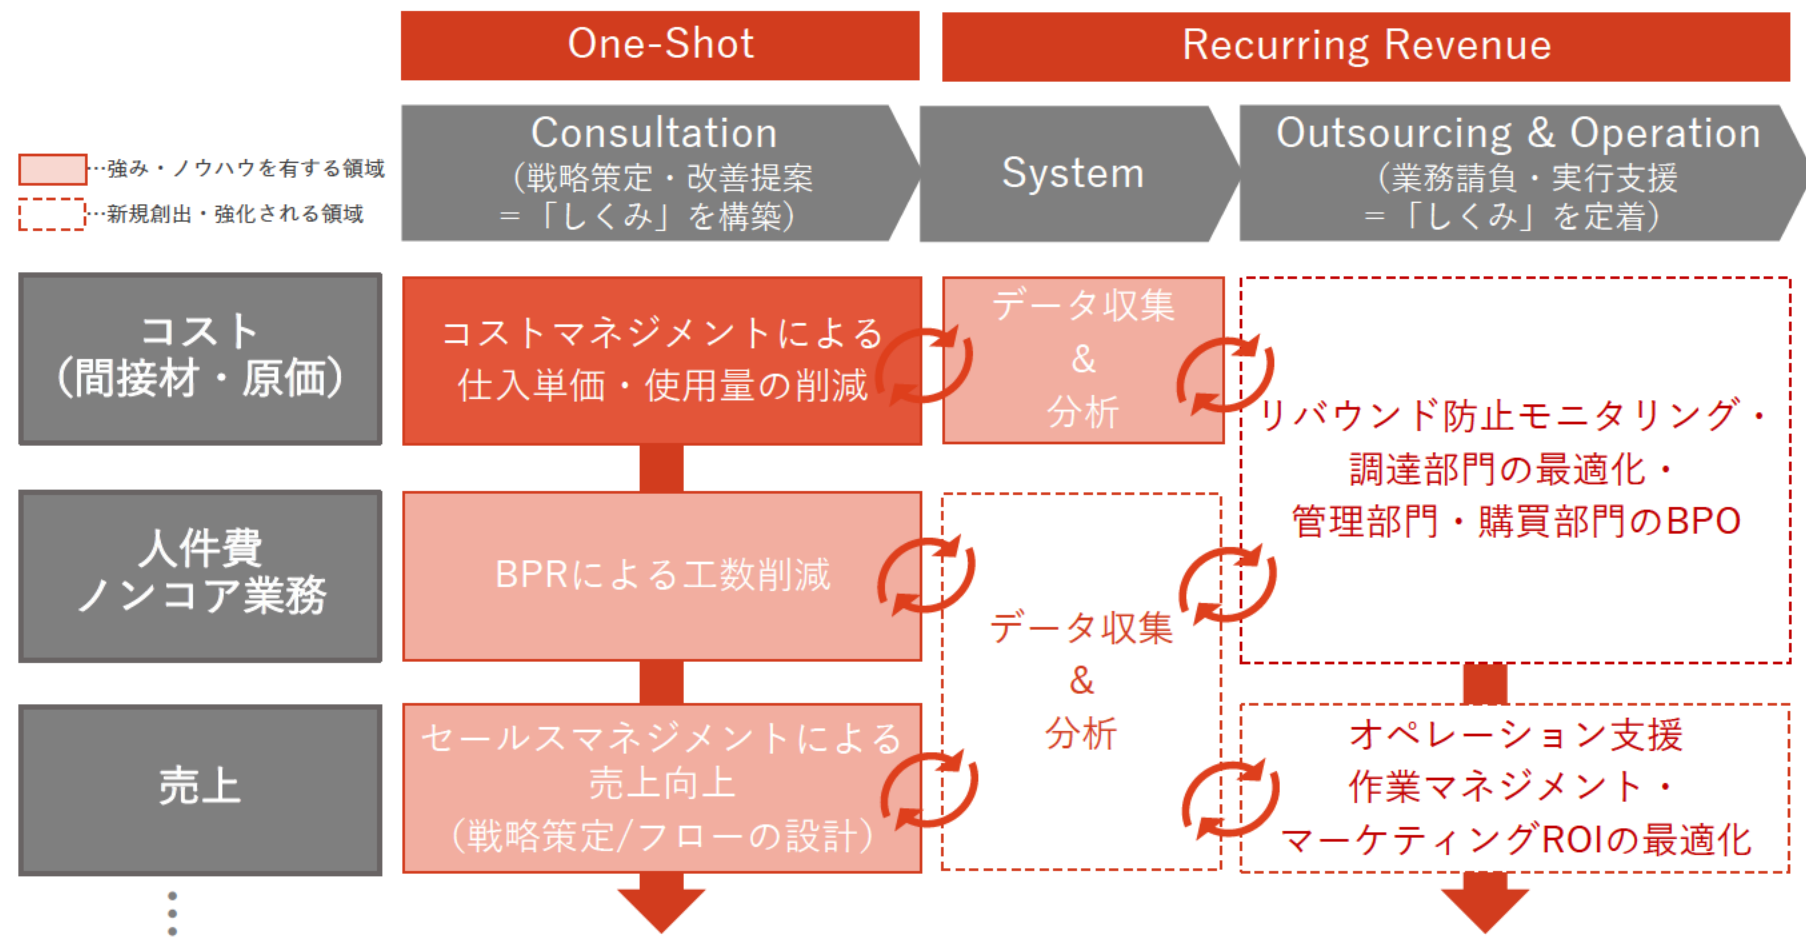 One-Shot
Recurring Revenue
Consultation
（戦略策定・改善提案
＝「しくみ」を構築）
System
Outsourcing & Operation
（業務請負・実行支援
＝「しくみ」を定着）
…強み・ノウハウを有する領域
…新規創出・強化される領域
コスト
（間接材・原価）
コストマネジメントによる
仕入単価・使用量の削減
データ収集
&
分析
リバウンド防止モニタリング・
調達部門の最適化・
管理部門・購買部門のBPO
人件費
ノンコア業務
BPRによる工数削減
データ収集
&
分析
売上
セールスマネジメントによる
売上向上
（戦略策定/フローの設計）
オペレーション支援
作業マネジメント・
マーケティングROIの最適化